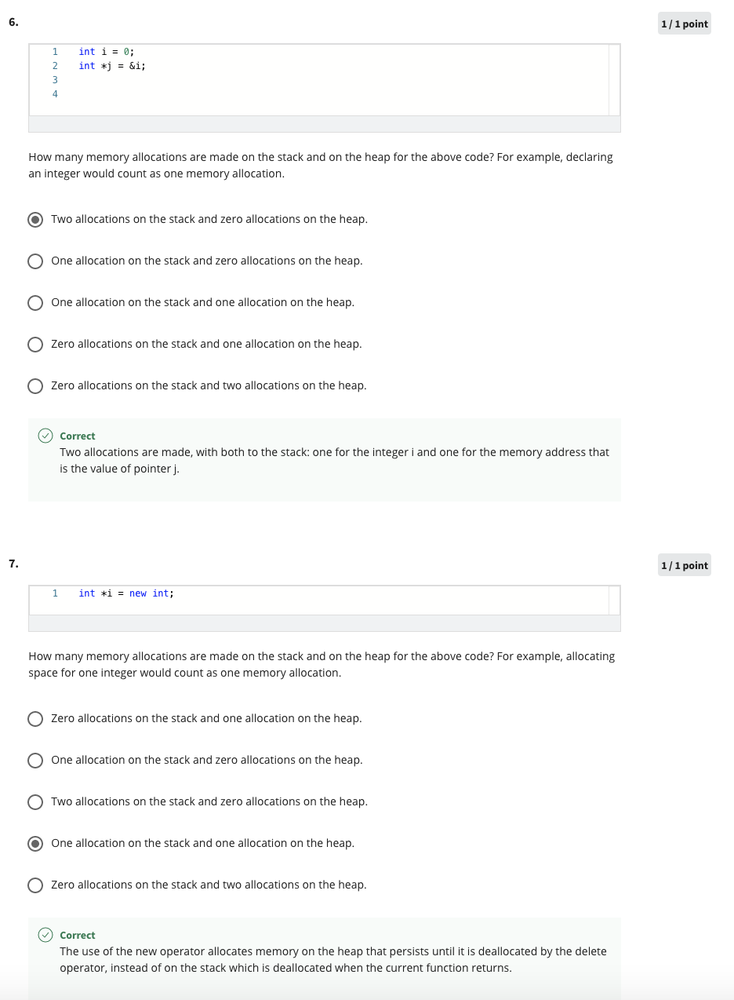 6.
1 / 1 point
1 int i = 0;
2 int *j = &i;
3
4
How many memory allocations are made on the stack and on the heap for the above code? For example, declaring
an integer would count as one memory allocation.
Two allocations on the stack and zero allocations on the heap.
One allocation on the stack and zero allocations on the heap.
One allocation on the stack and one allocation on the heap.
Zero allocations on the stack and one allocation on the heap.
Zero allocations on the stack and two allocations on the heap.
Correct
Two allocations are made, with both to the stack: one for the integer i and one for the memory address that
is the value of pointer j.
7.
1 / 1 point
1 int *i = new int;
How many memory allocations are made on the stack and on the heap for the above code? For example, allocating
space for one integer would count as one memory allocation.
Zero allocations on the stack and one allocation on the heap.
One allocation on the stack and zero allocations on the heap.
Two allocations on the stack and zero allocations on the heap.
One allocation on the stack and one allocation on the heap.
Zero allocations on the stack and two allocations on the heap.
Correct
The use of the new operator allocates memory on the heap that persists until it is deallocated by the delete
operator, instead of on the stack which is deallocated when the current function returns.